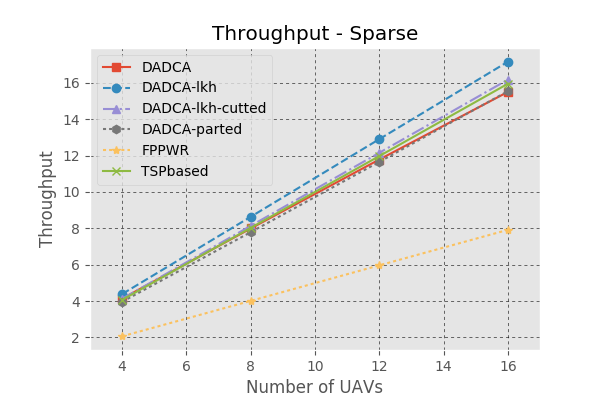 Throughput - Sparse
DADCA
DADCA-lkh
DADCA-lkh-cutted
DADCA-parted
FPPWR
TSPbased
Throughput
16
14
12
10
8
6
4
2
4 6 8 10 12 14 16
Number of UAVs